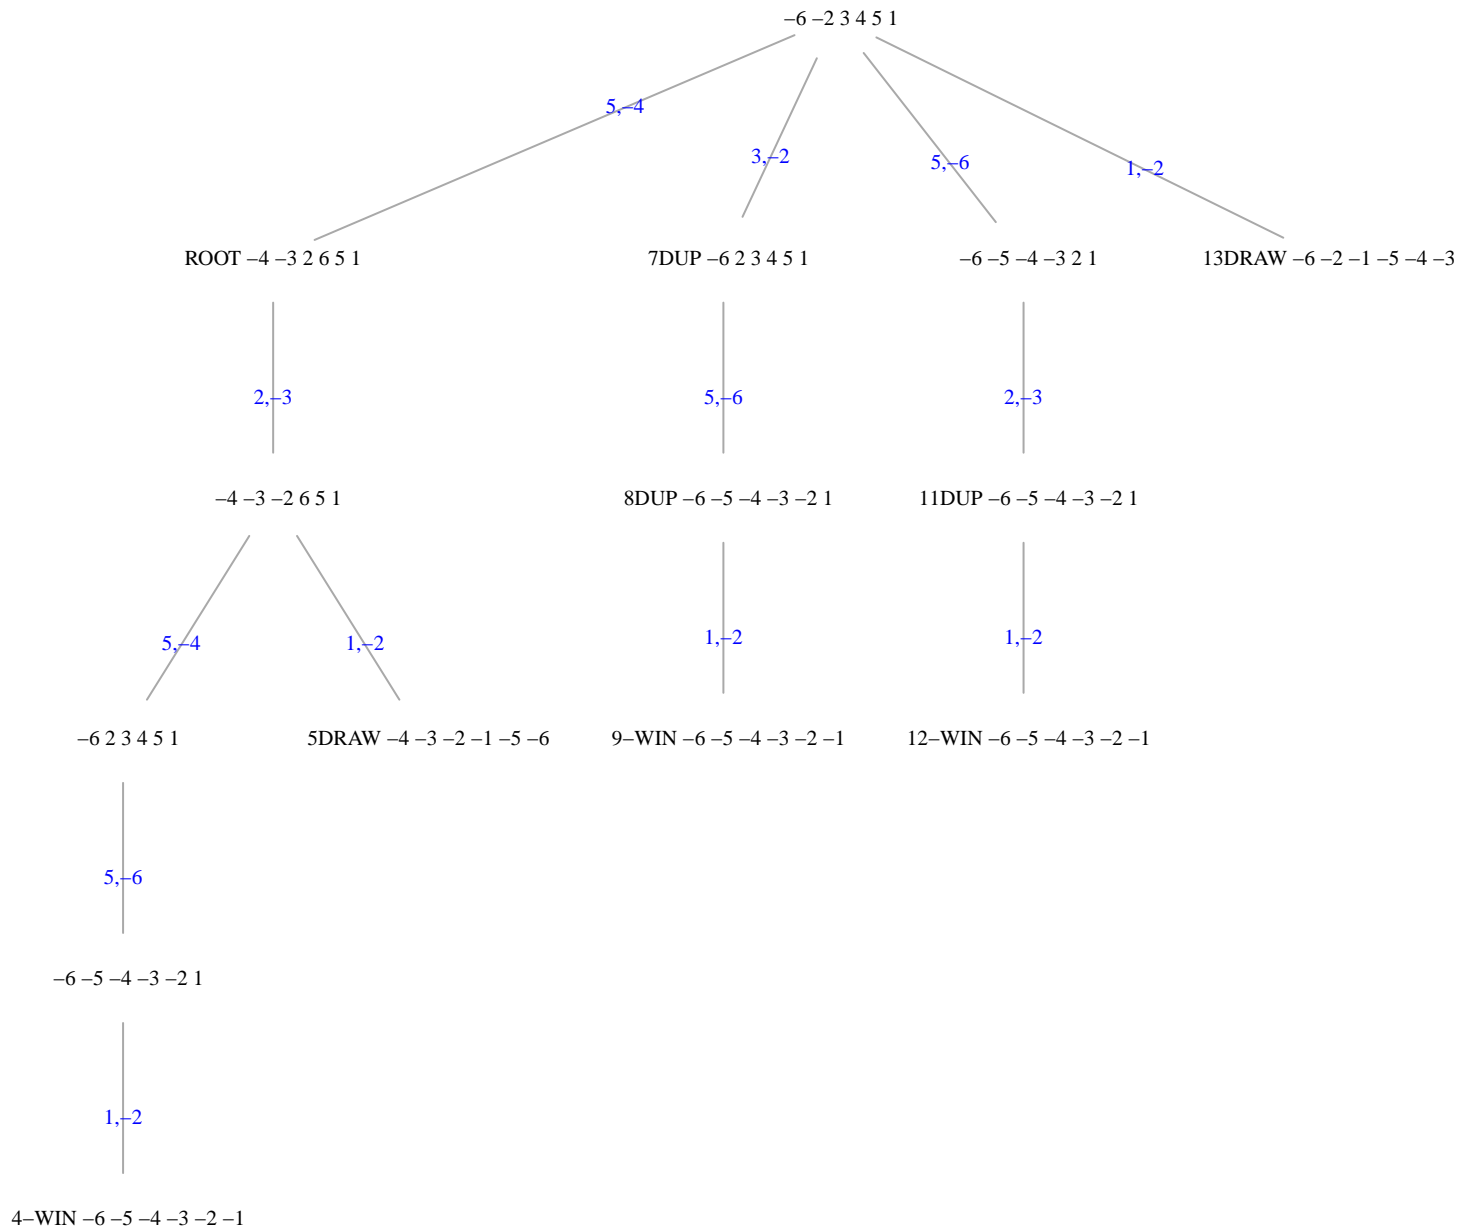 −6 −2 3 4 5 1
5,−4
3,−2
5,−6
1,−2
ROOT −4 −3 2 6 5 1
7DUP −6 2 3 4 5 1
−6 −5 −4 −3 2 1
13DRAW −6 −2 −1 −5 −4 −3
2,−3
5,−6
2,−3
−4 −3 −2 6 5 1
8DUP −6 −5 −4 −3 −2 1
11DUP −6 −5 −4 −3 −2 1
5,−4
1,−2
1,−2
1,−2
−6 2 3 4 5 1
5DRAW −4 −3 −2 −1 −5 −6
9−WIN −6 −5 −4 −3 −2 −1
12−WIN −6 −5 −4 −3 −2 −1
5,−6
−6 −5 −4 −3 −2 1
1,−2
4−WIN −6 −5 −4 −3 −2 −1